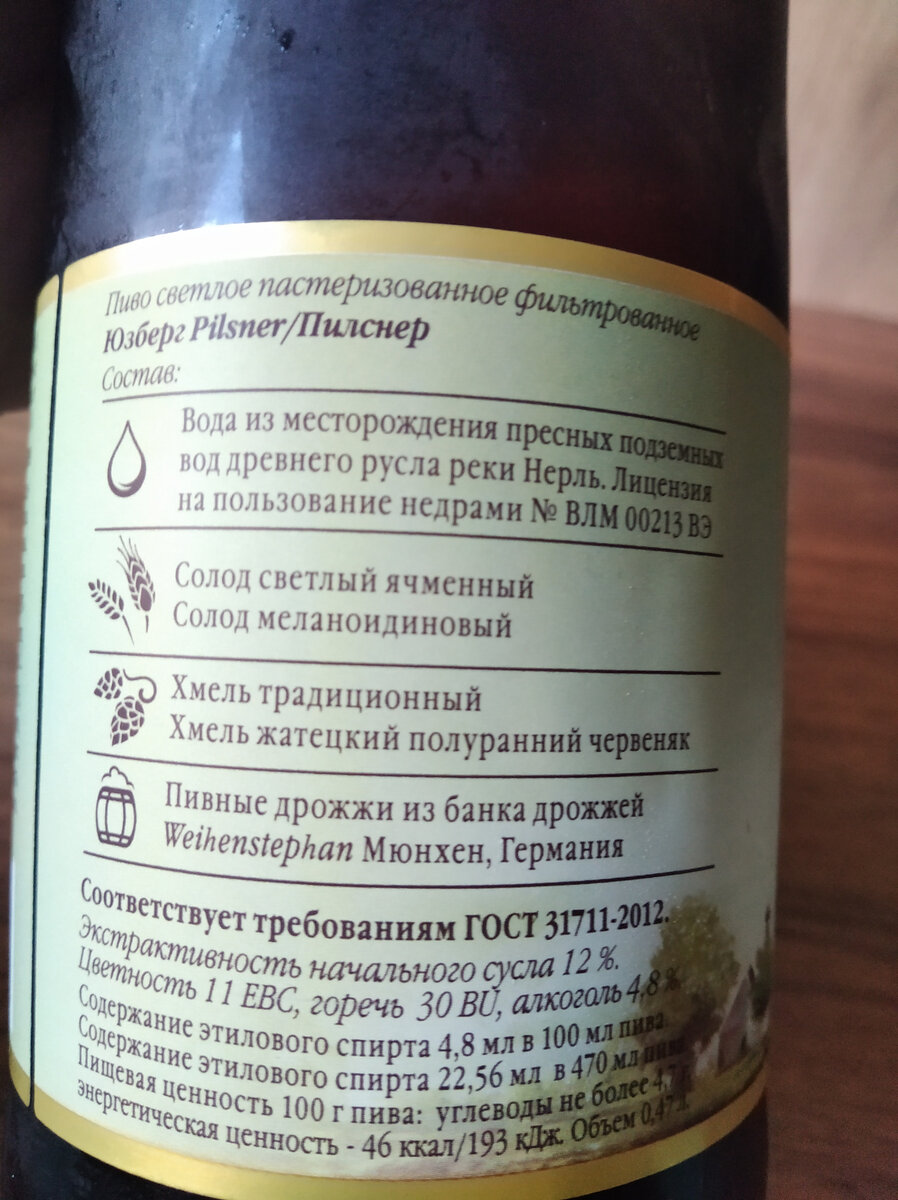 Пиво светлое пастеризованное фильтрованное
Юзберг Pilsner/Пилснер
Состав:
Вода из месторождения пресных подземных
вод древнего русла реки Нерль. Лицензия
на пользование недрами № ВЛМ 00213 ВЭ
Солод светлый ячменный
Солод меланоидиновый
Хмель традиционный
Хмель жатецкий полуранний червеняк
Пивные дрожжи из банка дрожжей
Weihenstephan Мюнхен, Германия
Соответствует требованиям ГОСТ 31711-2012.
Экстрактивность начального сусла 12 %.
Цветность 11 EBC, горечь 30 BU, алкоголь 4,8 %
Содержание этилового спирта 4,8 мл в 100 мл пива.
Содержание этилового спирта 22,56 мл в 470 мл пива.
Пищевая ценность 100 г пива: углеводы не более 4,7 г,
энергетическая ценность - 46 ккал/193 кДж. Объем 0,47 л.